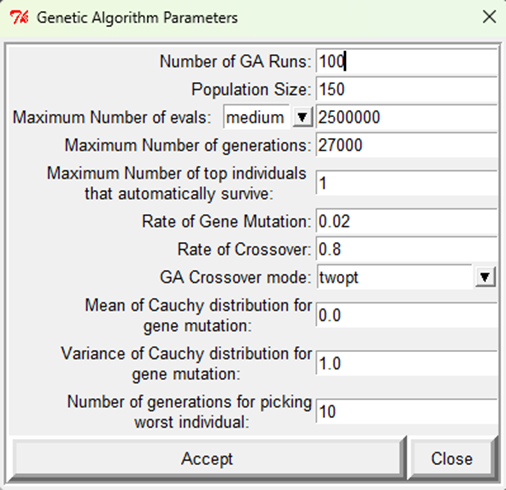 Genetic Algorithm Parameters
Number of GA Runs: 100
Population Size: 150
Maximum Number of evals: medium 2500000
Maximum Number of generations: 27000
Maximum Number of top individuals
that automatically survive: 1
Rate of Gene Mutation: 0.02
Rate of Crossover: 0.8
GA Crossover mode: twopt
Mean of Cauchy distribution for
gene mutation: 0.0
Variance of Cauchy distribution for
gene mutation: 1.0
Number of generations for picking
worst individual: 10
Accept Close